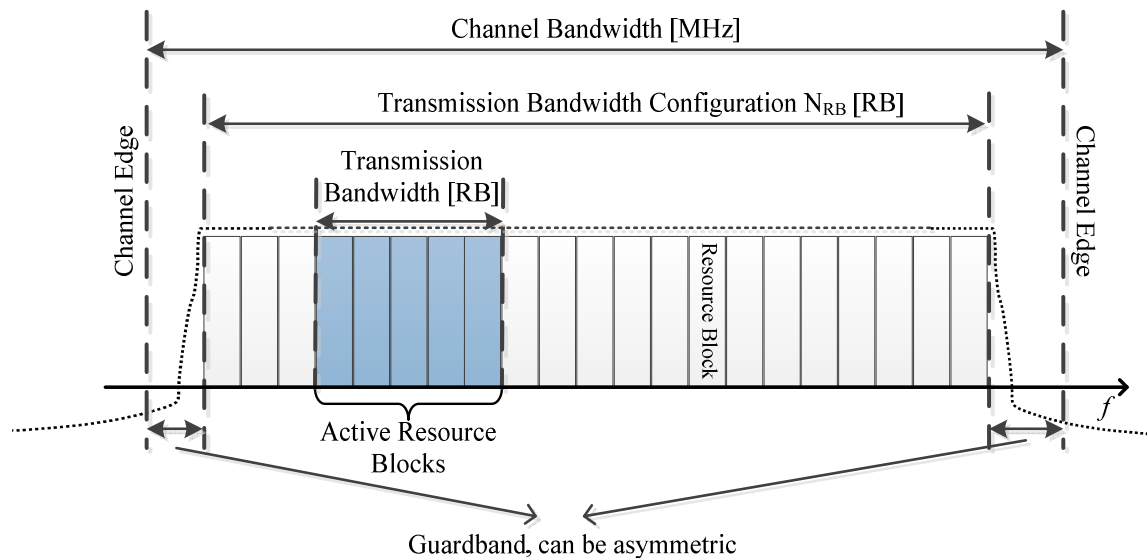 Channel Bandwidth [MHz]
Transmission Bandwidth Configuration N_RB [RB]
Transmission
Bandwidth [RB]
Channel Edge
Channel Edge
Resource Block
f
Active Resource
Blocks
Guardband, can be asymmetric